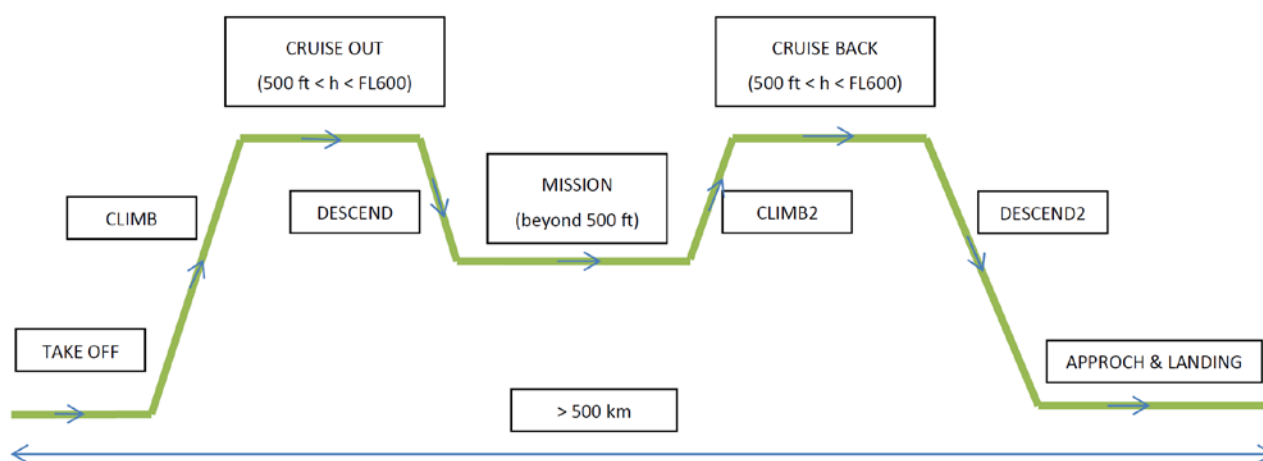 CRUISE OUT
(500 ft < h < FL600)
CRUISE BACK
(500 ft < h < FL600)
MISSION
(beyond 500 ft)
CLIMB
DESCEND
CLIMB2
DESCEND2
TAKE OFF
APPROCH & LANDING
> 500 km